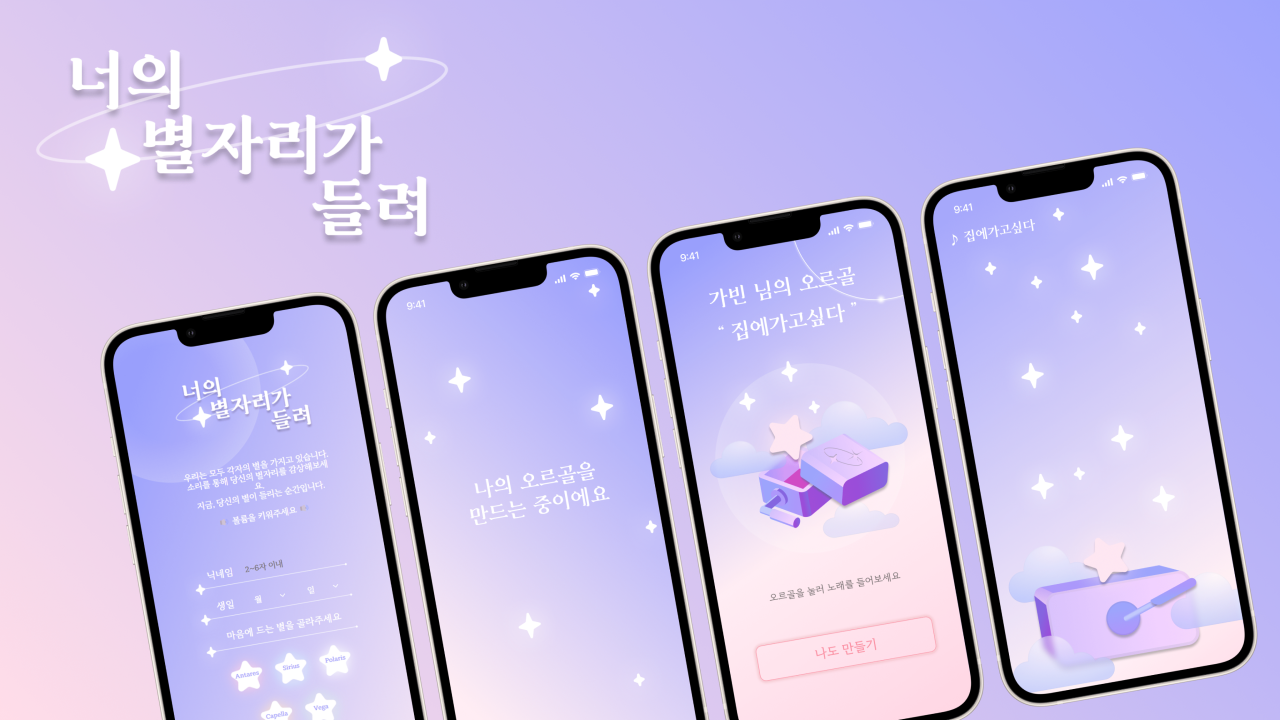 너의
별자리가
들려
너의
별자리가
들려
우리는 모두 각자의 별을 가지고 있습니다.
소리를 통해 당신의 별자리를 감상해보세
요.
지금, 당신의 별이 들리는 순간입니다.
볼륨을 키워주세요
닉네임 2~6자 이내
생일 월 일
마음에 드는 별을 골라주세요
Antares Sirius Polaris
Capella Vega
9:41
나의 오르골을
만드는 중이에요
9:41
가빈 님의 오르골
“ 집에가고싶다 ”
오르골을 눌러 노래를 들어보세요
나도 만들기
9:41
♪ 집에가고싶다